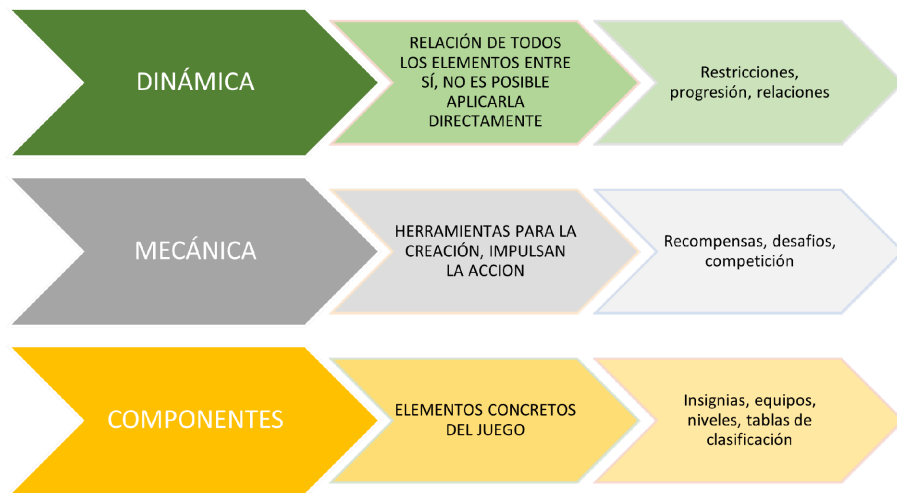 DINÁMICA
RELACIÓN DE TODOS
LOS ELEMENTOS ENTRE
SÍ, NO ES POSIBLE
APLICARLA
DIRECTAMENTE
Restricciones,
progresión, relaciones
MECÁNICA
HERRAMIENTAS PARA LA
CREACIÓN, IMPULSAN
LA ACCION
Recompensas, desafios,
competición
COMPONENTES
ELEMENTOS CONCRETOS
DEL JUEGO
Insignias, equipos,
niveles, tablas de
clasificación